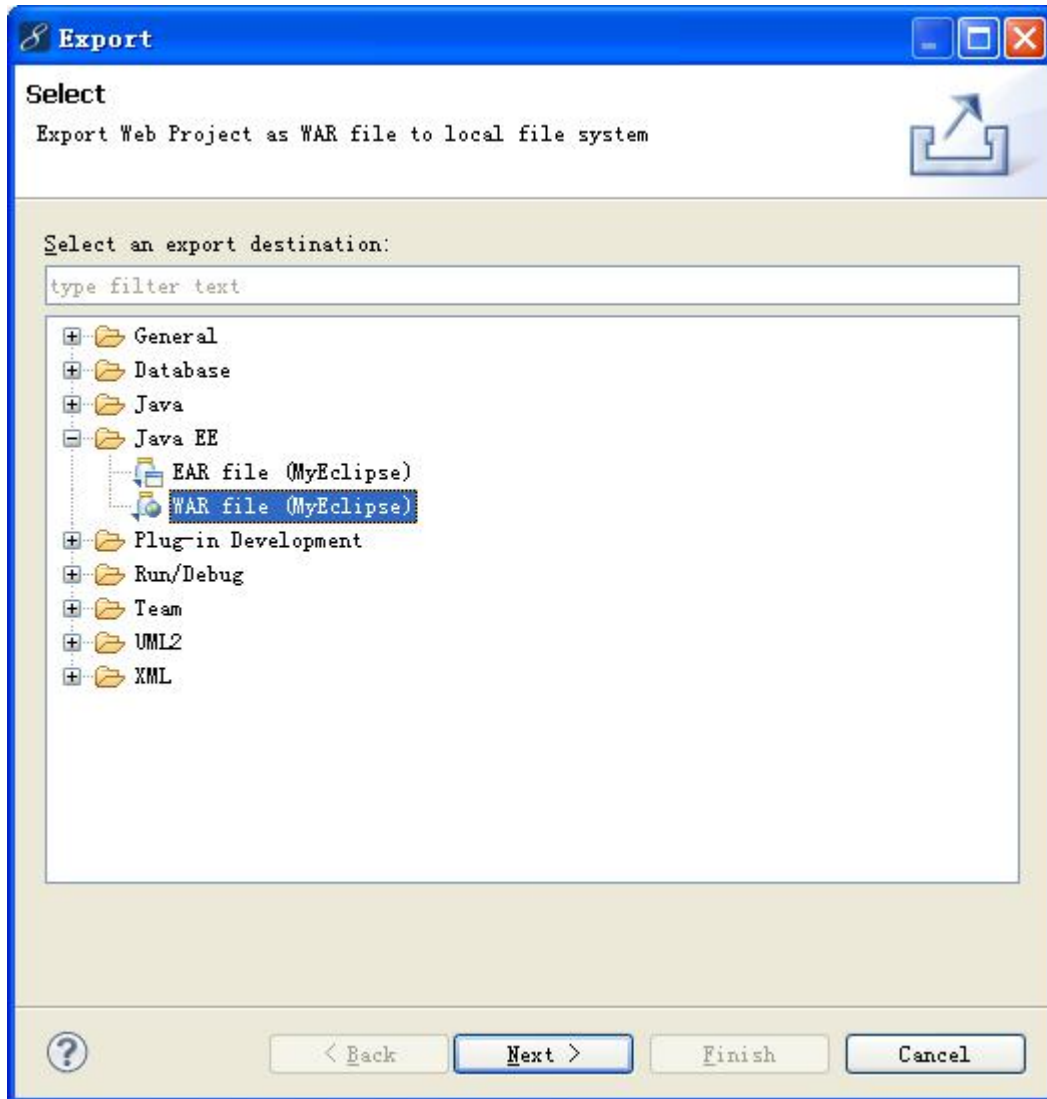 Export
Select
Export Web Project as WAR file to local file system
Select an export destination:
type filter text
General
Database
Java
Java EE
EAR file (MyEclipse)
WAR file (MyEclipse)
Plug-in Development
Run/Debug
Team
UML2
XML
?
< Back
Next >
Finish
Cancel